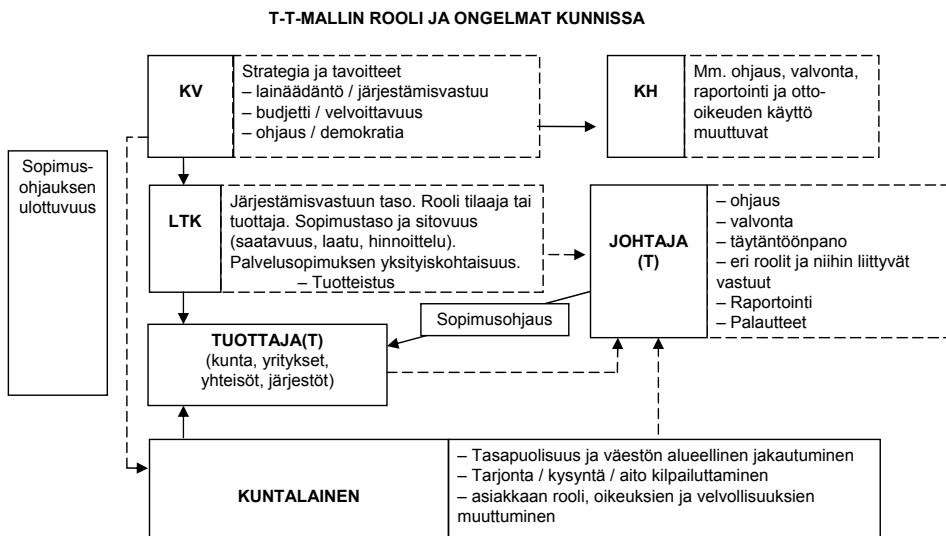 T-T-MALLIN ROOLI JA ONGELMAT KUNNISSA
KV
Strategia ja tavoitteet
– lainäädäntö / järjestämisvastuu
– budjetti / velvoittavuus
– ohjaus / demokratia
KH
Mm. ohjaus, valvonta,
raportointi ja otto-
oikeuden käyttö
muuttuvat
Sopimus-
ohjauksen
ulottuvuus
LTK
Järjestämisvastuun taso. Rooli tilaaja tai
tuottaja. Sopimustaso ja sitovuus
(saatavuus, laatu, hinnoittelu).
Palvelusopimuksen yksityiskohtaisuus.
– Tuotteistus
JOHTAJA
(T)
– ohjaus
– valvonta
– täytäntöönpano
– eri roolit ja niihin liittyvät
vastuut
– Raportointi
– Palautteet
Sopimusohjaus
TUOTTAJA(T)
(kunta, yritykset,
yhteisöt, järjestöt)
KUNTALAINEN
– Tasapuolisuus ja väestön alueellinen jakautuminen
– Tarjonta / kysyntä / aito kilpailuttaminen
– asiakkaan rooli, oikeuksien ja velvollisuuksien
muuttuminen